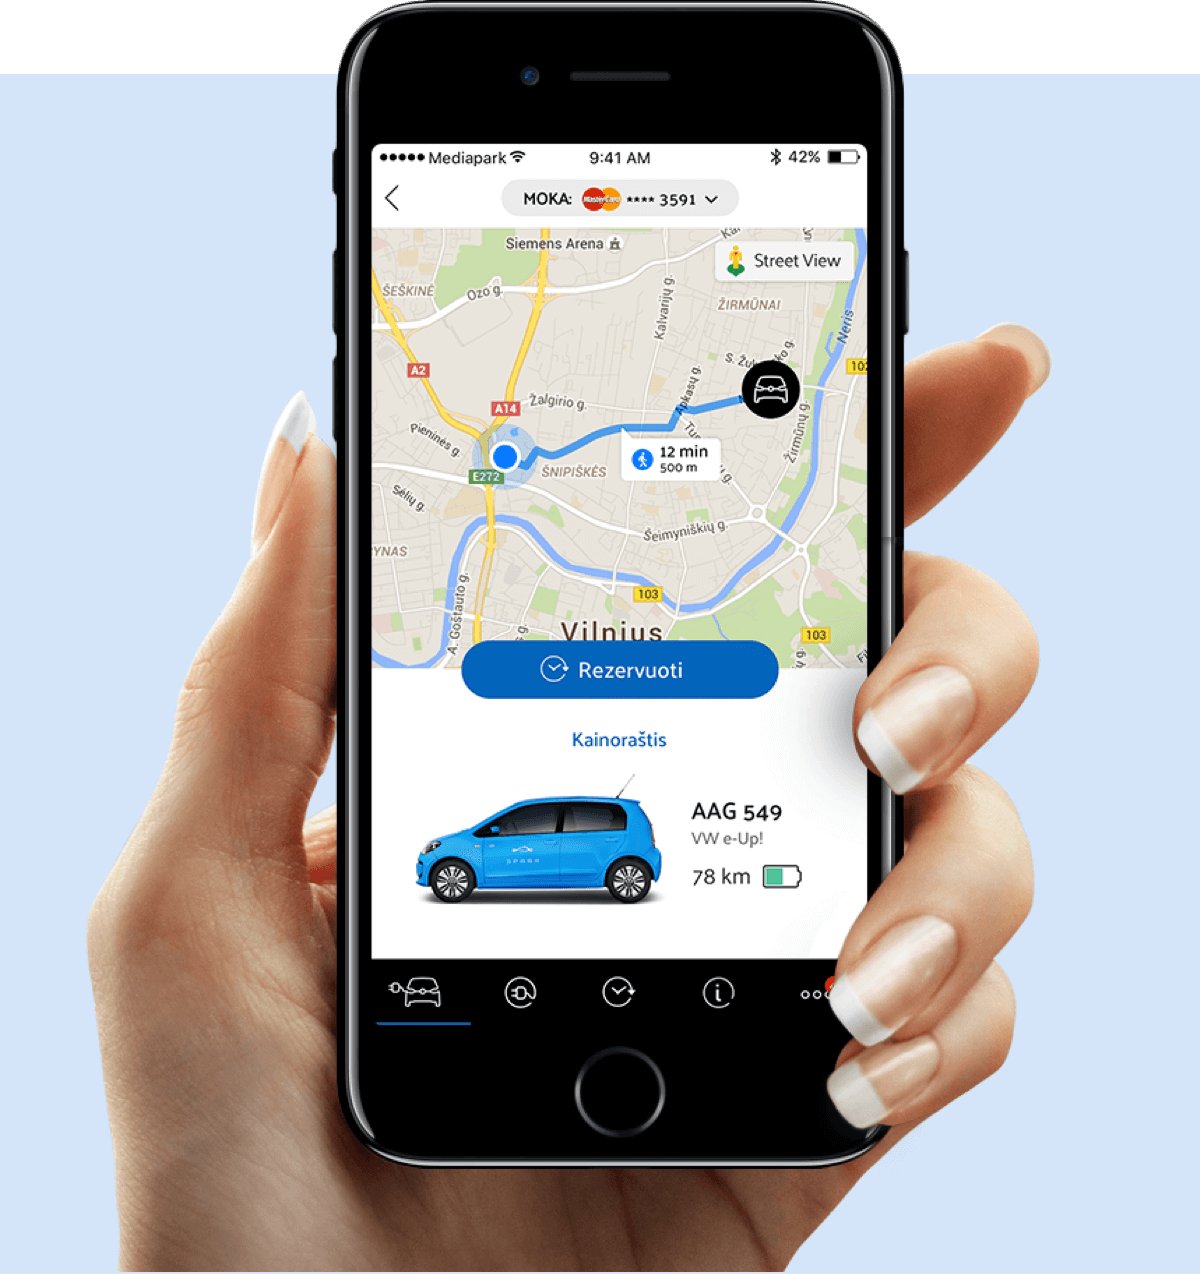 Mediapark
9:41 AM
42%
MOKA: MasterCard **** 3591
Siemens Arena
Street View
ŠEŠKINĖ
Ozo g.
Kalvarijų g.
ŽIRMŪNAI
Neris
A2
102
A14
Žalgirio g.
Apkasų g.
Pieninės g.
Žirmūnų g.
12 min
500 m
ŠNIPIŠKĖS
E272
Sėlių g.
Šeimyniškių g.
A. Goštauto g.
103
Vilnius
103
Rezervuoti
Kainoraštis
AAG 549
VW e-Up!
SPARK
78 km